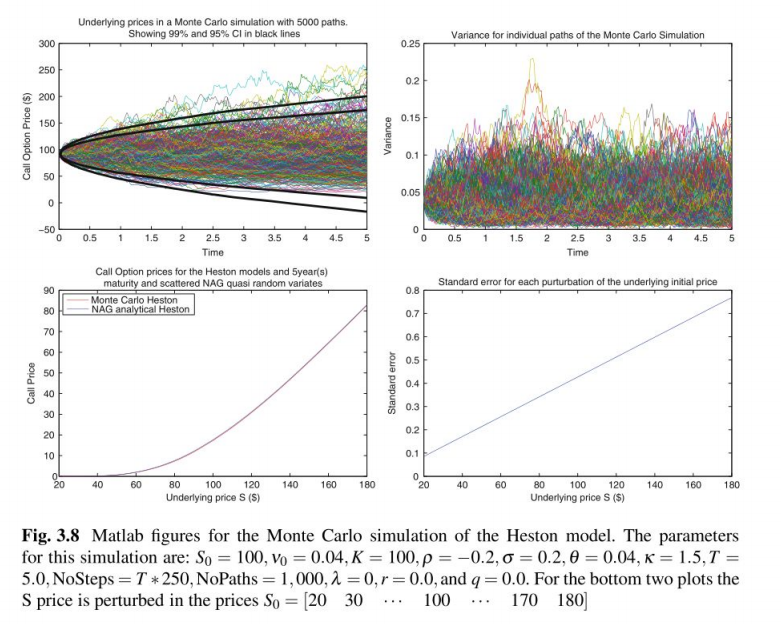 Underlying prices in a Monte Carlo simulation with 5000 paths.
Showing 99% and 95% CI in black lines
300
250
200
150
100
50
0
−50
Call Option Price ($)
0 0.5 1 1.5 2 2.5 3 3.5 4 4.5 5
Time
Variance for individual paths of the Monte Carlo Simulation
0.25
0.2
0.15
0.1
0.05
0
Variance
0 0.5 1 1.5 2 2.5 3 3.5 4 4.5 5
Time
Call Option prices for the Heston models and 5year(s)
maturity and scattered NAG quasi random variates
90
80
70
60
50
40
30
20
10
0
Call Price
Monte Carlo Heston
NAG analytical Heston
20 40 60 80 100 120 140 160 180
Underlying price S ($)
Standard error for each purturbation of the underlying initial price
0.8
0.7
0.6
0.5
0.4
0.3
0.2
0.1
0
Standard error
20 40 60 80 100 120 140 160 180
Underlying price S ($)
Fig. 3.8 Matlab figures for the Monte Carlo simulation of the Heston model. The parameters
for this simulation are: S₀ = 100, ν₀ = 0.04, K = 100, ρ = −0.2, σ = 0.2, θ = 0.04, κ = 1.5, T =
5.0, NoSteps = T ∗ 250, NoPaths = 1,000, λ = 0, r = 0.0, and q = 0.0. For the bottom two plots the
S price is perturbed in the prices S₀ = [20 30 ⋯ 100 ⋯ 170 180]